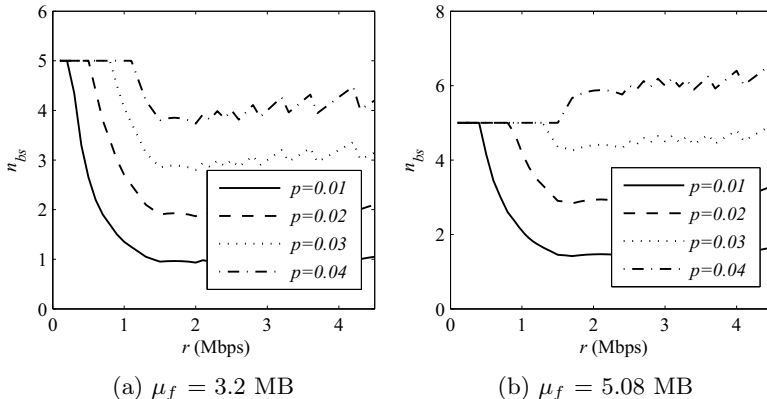 6
5
4
3
2
1
0
n_bs
0 1 2 3 4
r (Mbps)
p=0.01
p=0.02
p=0.03
p=0.04
(a) μ_f = 3.2 MB
8
6
4
2
0
n_bs
0 1 2 3 4
r (Mbps)
p=0.01
p=0.02
p=0.03
p=0.04
(b) μ_f = 5.08 MB